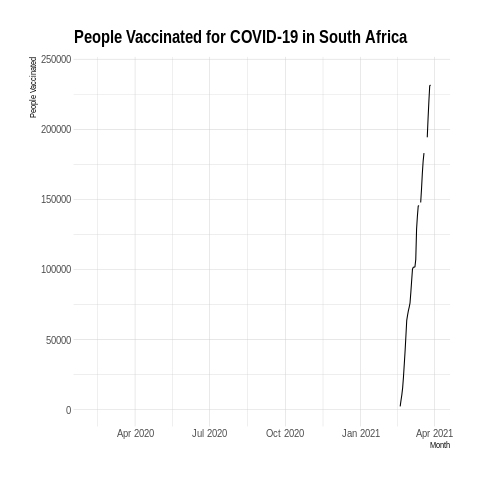 People Vaccinated for COVID-19 in South Africa
People Vaccinated
250000
200000
150000
100000
50000
0
Apr 2020 Jul 2020 Oct 2020 Jan 2021 Apr 2021
Month